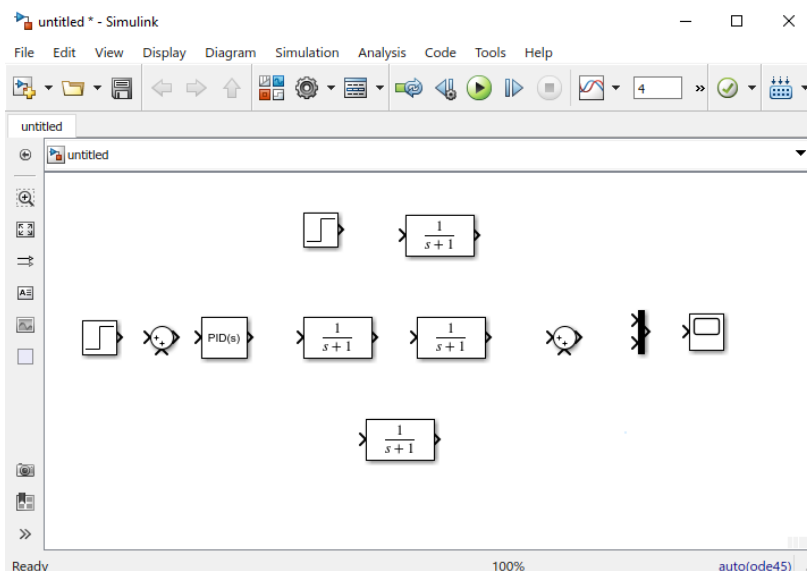 untitled * - Simulink
File Edit View Display Diagram Simulation Analysis Code Tools Help
4 »
untitled
untitled
1
s + 1
PID(s)
1
s + 1
1
s + 1
1
s + 1
Ready 100% auto(ode45)